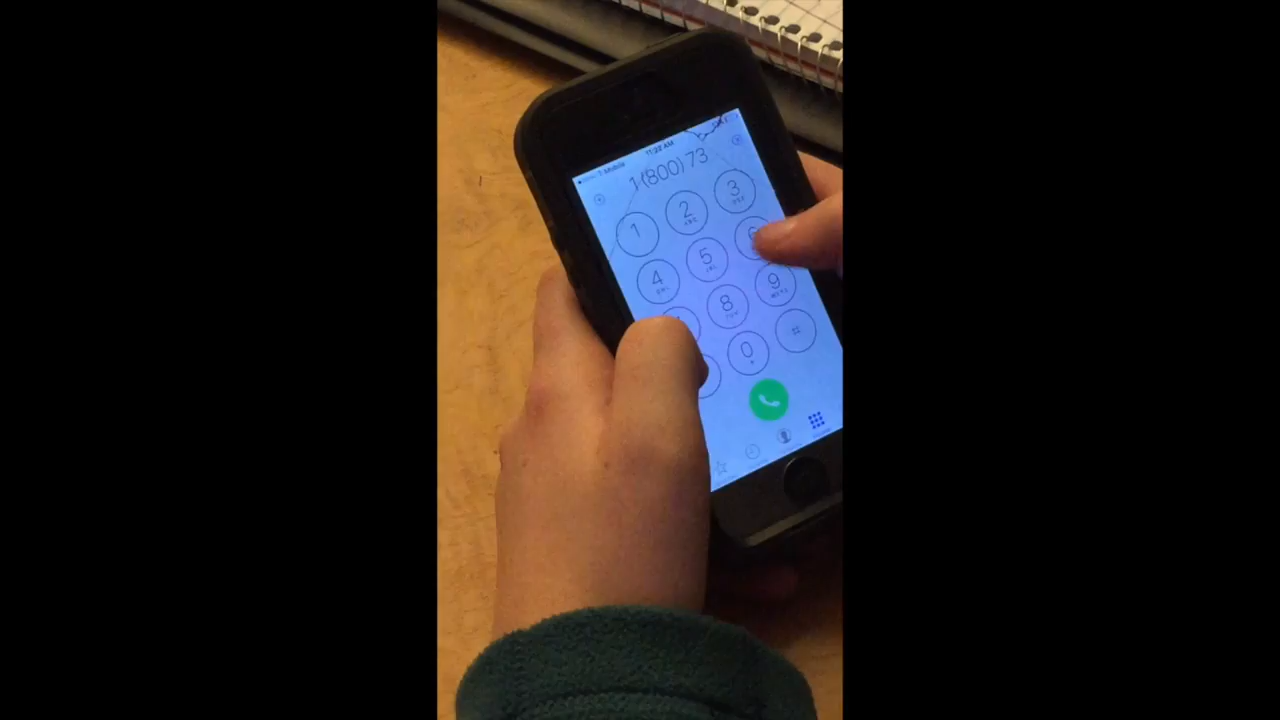 T-Mobile 11:22 AM
1 (800) 73
1 2 3
ABC DEF
4 5
GHI JKL
8 9
TUV WXYZ
0 #
+